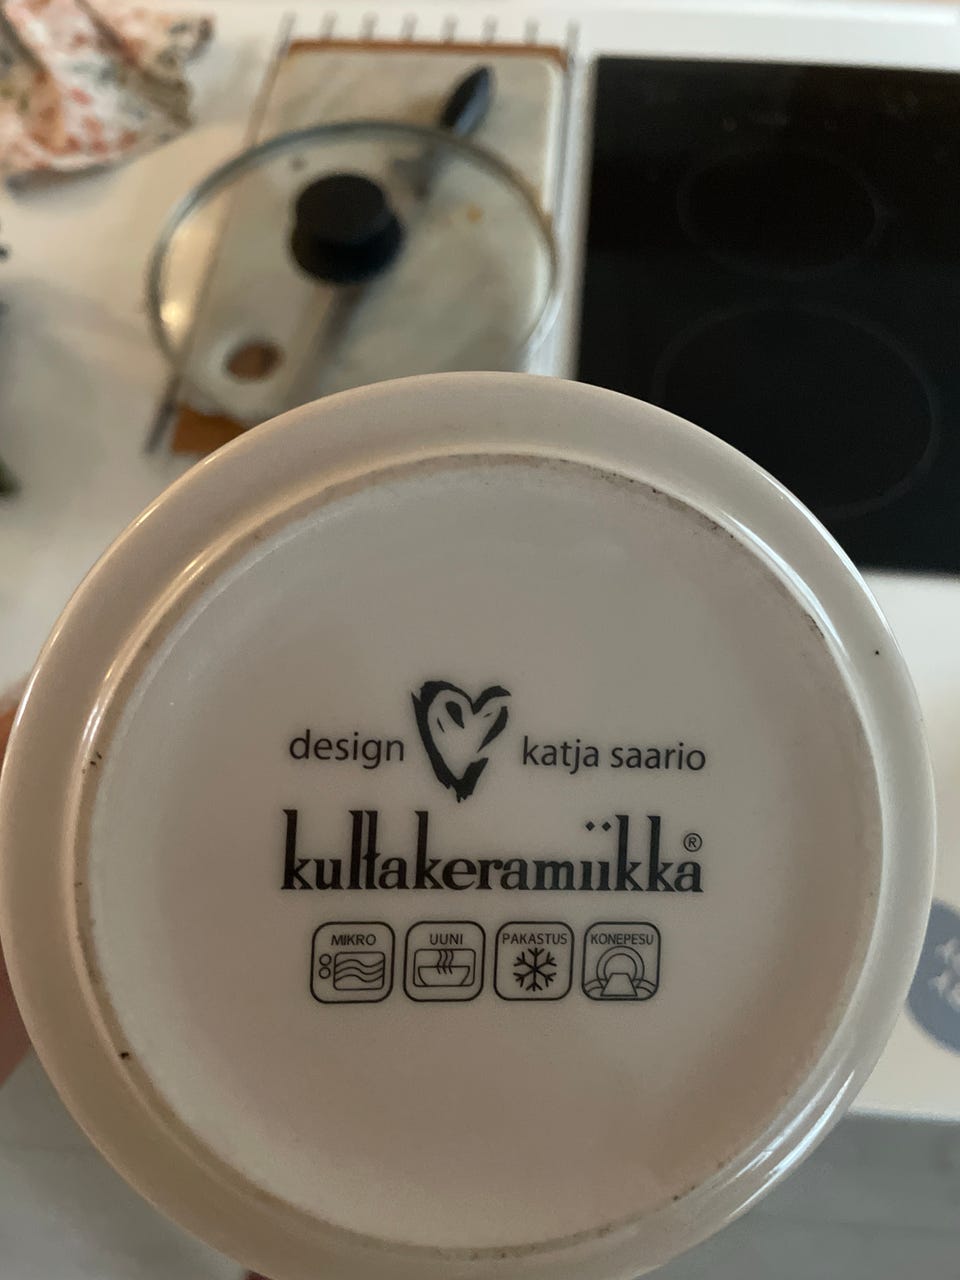 design katja saario
kultakeramiikka®
MIKRO UUNI PAKASTUS KONEPESU